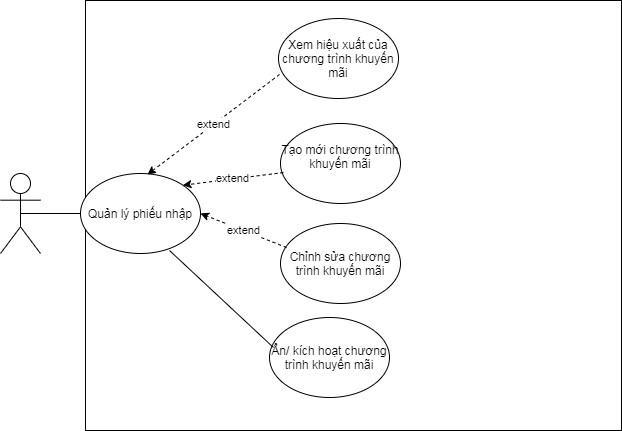 Xem hiệu xuất của
chương trình khuyến
mãi
extend
Tạo mới chương trình
khuyến mãi
extend
Quản lý phiếu nhập
extend
Chỉnh sửa chương
trình khuyến mãi
Ẩn/ kích hoạt chương
trình khuyến mãi